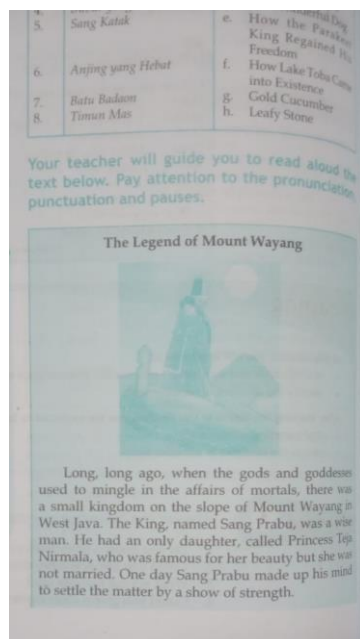 5. Sang Katak
e. How the Parakeet
King Regained His
Freedom
6. Anjing yang Hebat
f. How Lake Toba Came
into Existence
7. Batu Badaon
g. Gold Cucumber
8. Timun Mas
h. Leafy Stone
Your teacher will guide you to read aloud the
text below. Pay attention to the pronunciation,
punctuation and pauses.
The Legend of Mount Wayang
Long, long ago, when the gods and goddesses
used to mingle in the affairs of mortals, there was
a small kingdom on the slope of Mount Wayang in
West Java. The King, named Sang Prabu, was a wise
man. He had an only daughter, called Princess Teja
Nirmala, who was famous for her beauty but she was
not married. One day Sang Prabu made up his mind
to settle the matter by a show of strength.